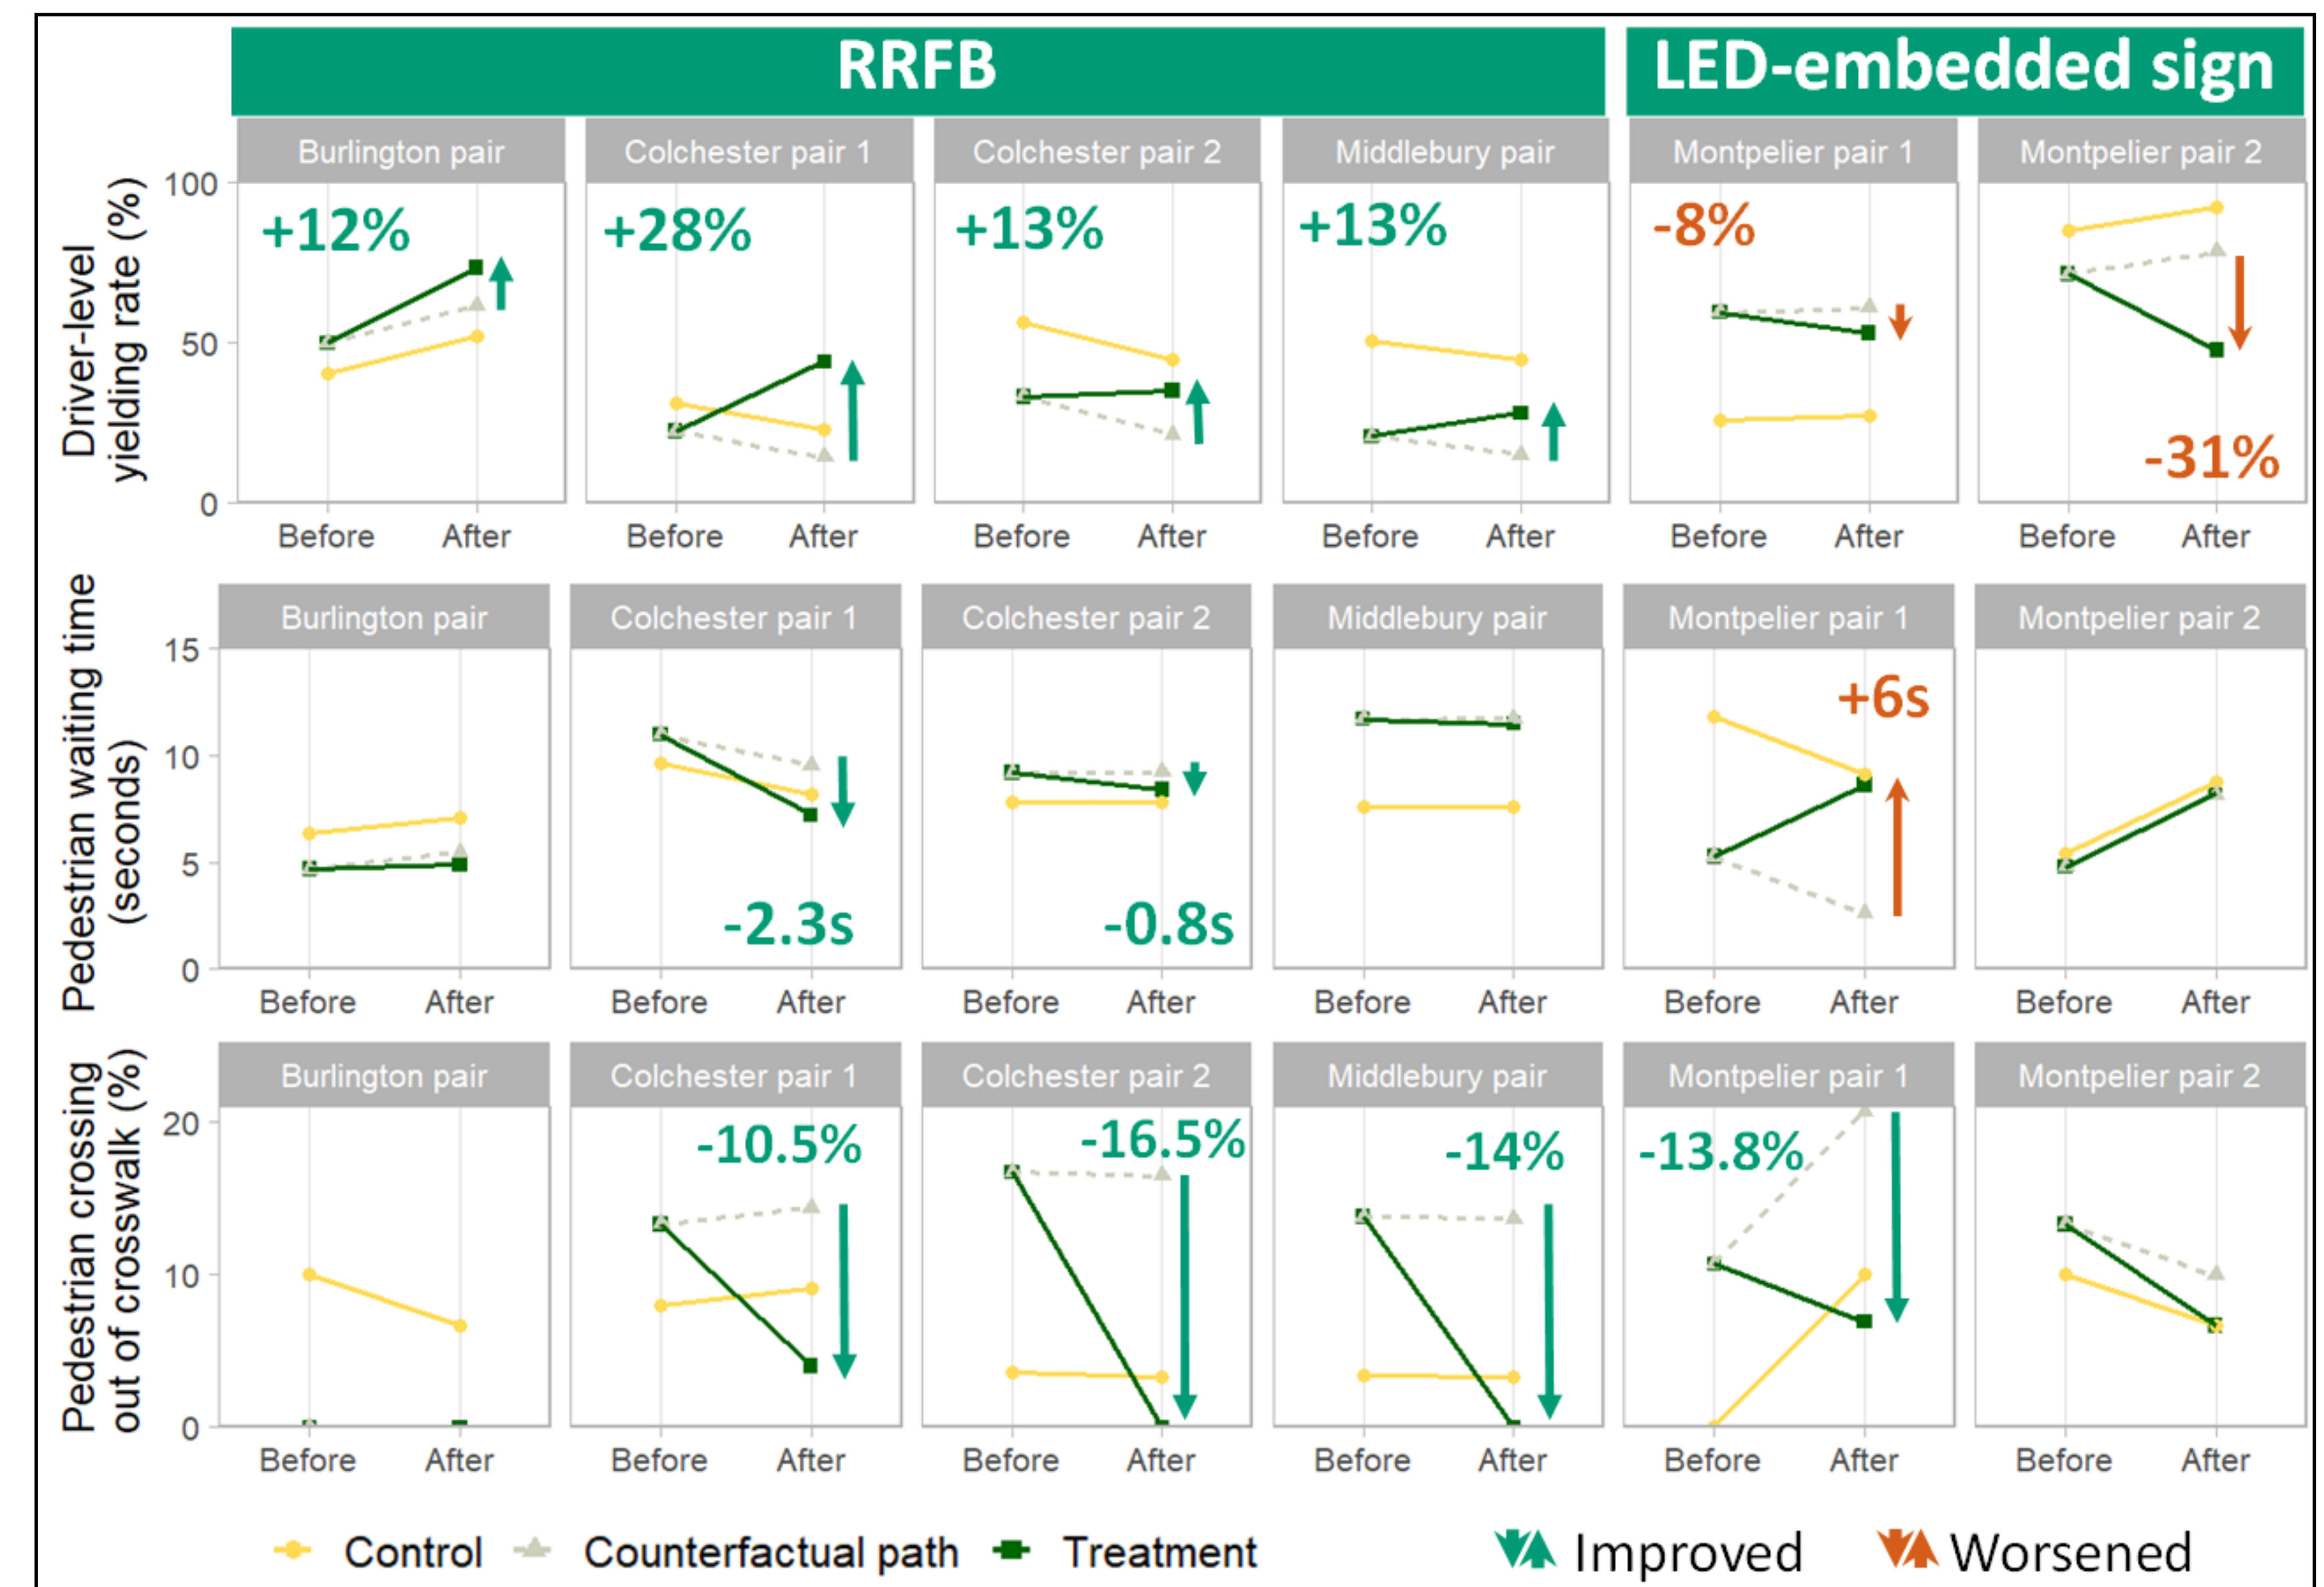 RRFB
LED-embedded sign
Driver-level
yielding rate (%)
Burlington pair
Colchester pair 1
Colchester pair 2
Middlebury pair
Montpelier pair 1
Montpelier pair 2
100
50
0
+12%
+28%
+13%
+13%
-8%
-31%
Before After
Before After
Before After
Before After
Before After
Before After
Pedestrian waiting time
(seconds)
Burlington pair
Colchester pair 1
Colchester pair 2
Middlebury pair
Montpelier pair 1
Montpelier pair 2
15
10
5
0
-2.3s
-0.8s
+6s
Before After
Before After
Before After
Before After
Before After
Before After
Pedestrian crossing
out of crosswalk (%)
Burlington pair
Colchester pair 1
Colchester pair 2
Middlebury pair
Montpelier pair 1
Montpelier pair 2
20
10
0
-10.5%
-16.5%
-14%
-13.8%
Before After
Before After
Before After
Before After
Before After
Before After
Control
Counterfactual path
Treatment
Improved
Worsened